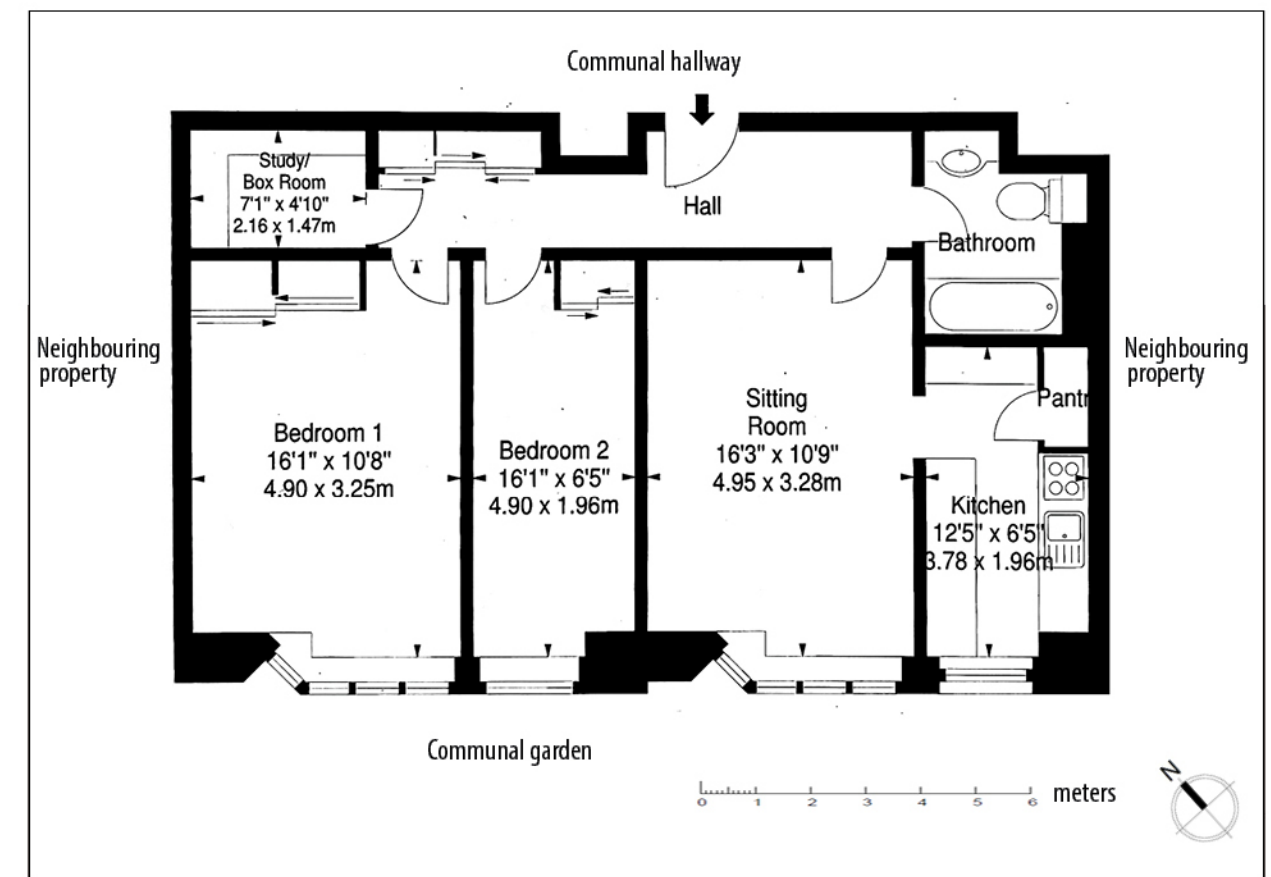 Communal hallway
Study/
Box Room
7'1" x 4'10"
2.16 x 1.47m
Hall
Bathroom
Neighbouring
property
Neighbouring
property
Pantr
Bedroom 1
16'1" x 10'8"
4.90 x 3.25m
Bedroom 2
16'1" x 6'5"
4.90 x 1.96m
Sitting
Room
16'3" x 10'9"
4.95 x 3.28m
Kitchen
12'5" x 6'5"
3.78 x 1.96m
Communal garden
0 1 2 3 4 5 6 meters
N